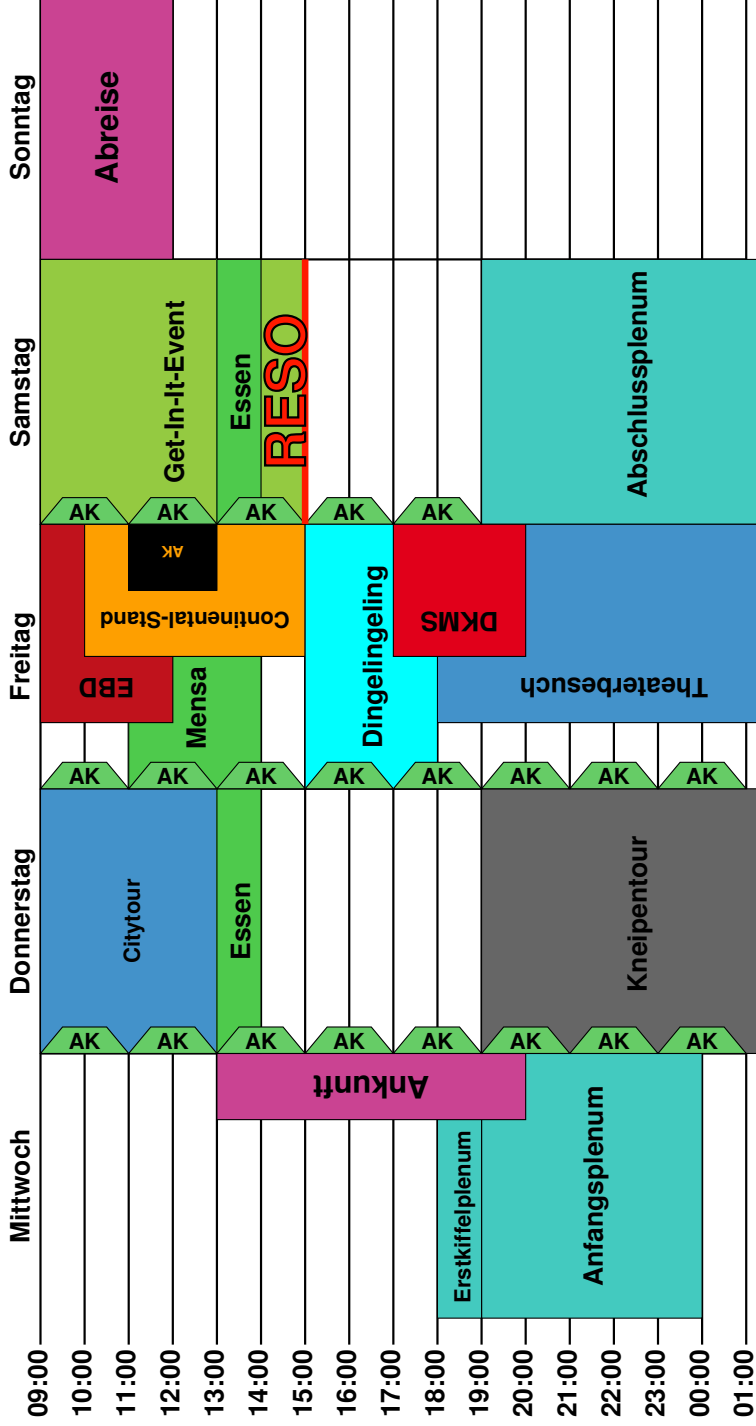 Mittwoch
Donnerstag
Freitag
Samstag
Sonntag
09:00
10:00
11:00
12:00
13:00
14:00
15:00
16:00
17:00
18:00
19:00
20:00
21:00
22:00
23:00
00:00
01:00
Ankunft
Erstkiffelplenum
Anfangsplenum
AK
AK
AK
AK
AK
AK
AK
AK
Citytour
Essen
Kneipentour
AK
AK
AK
AK
AK
AK
AK
AK
EBD
Mensa
Continental-Stand
AK
Dingelingeling
DKMS
Theaterbesuch
AK
AK
AK
AK
AK
Get-In-It-Event
Essen
RESO
Abschlussplenum
Abreise